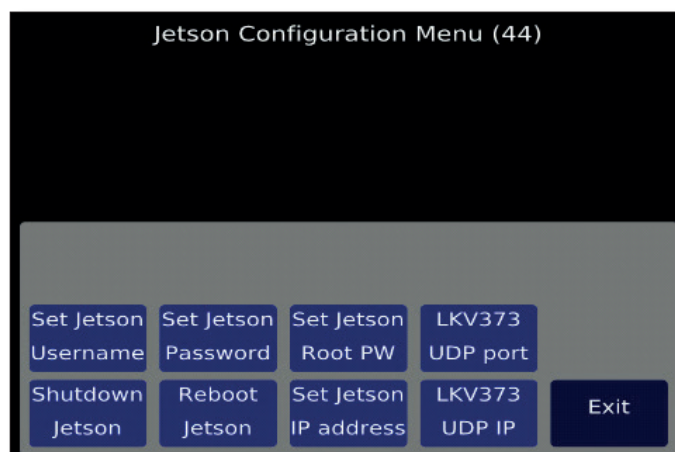 Jetson Configuration Menu (44)
Set Jetson
Username
Set Jetson
Password
Set Jetson
Root PW
LKV373
UDP port
Shutdown
Jetson
Reboot
Jetson
Set Jetson
IP address
LKV373
UDP IP
Exit